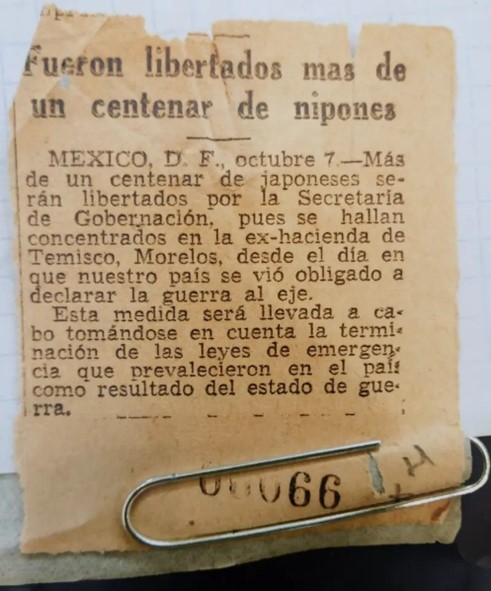 Fueron libertados mas de
un centenar de nipones
MEXICO, D. F., octubre 7.—Más
de un centenar de japoneses se-
rán libertados por la Secretaría
de Gobernación, pues se hallan
concentrados en la ex-hacienda de
Temisco, Morelos, desde el día en
que nuestro país se vió obligado a
declarar la guerra al eje.
Esta medida será llevada a ca-
bo tomándose en cuenta la termi-
nación de las leyes de emergen-
cia que prevalecieron en el país
como resultado del estado de gue-
rra.
00066